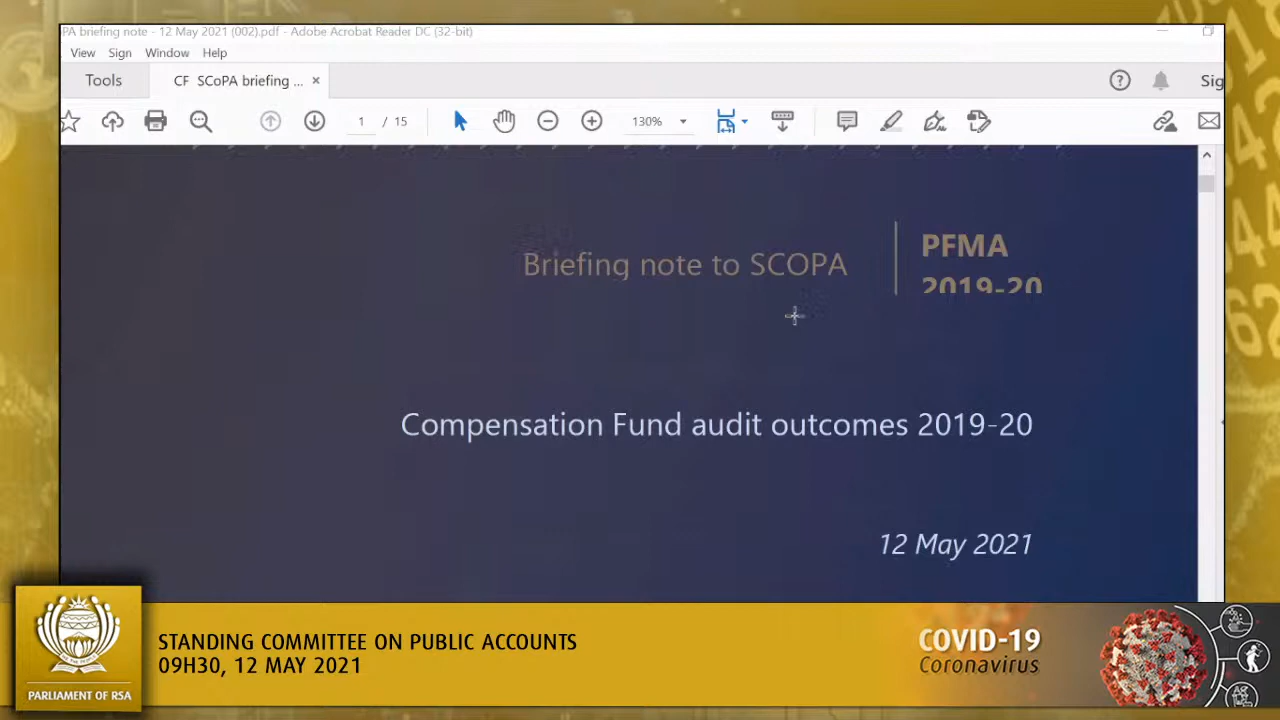 PA briefing note - 12 May 2021 (002).pdf - Adobe Acrobat Reader DC (32-bit)
View Sign Window Help
Tools CF SCoPA briefing ... ×
1 / 15 130%
Sig
Briefing note to SCOPA
PFMA
2019-20
Compensation Fund audit outcomes 2019-20
12 May 2021
STANDING COMMITTEE ON PUBLIC ACCOUNTS
09H30, 12 MAY 2021
PARLIAMENT OF RSA
COVID-19
Coronavirus